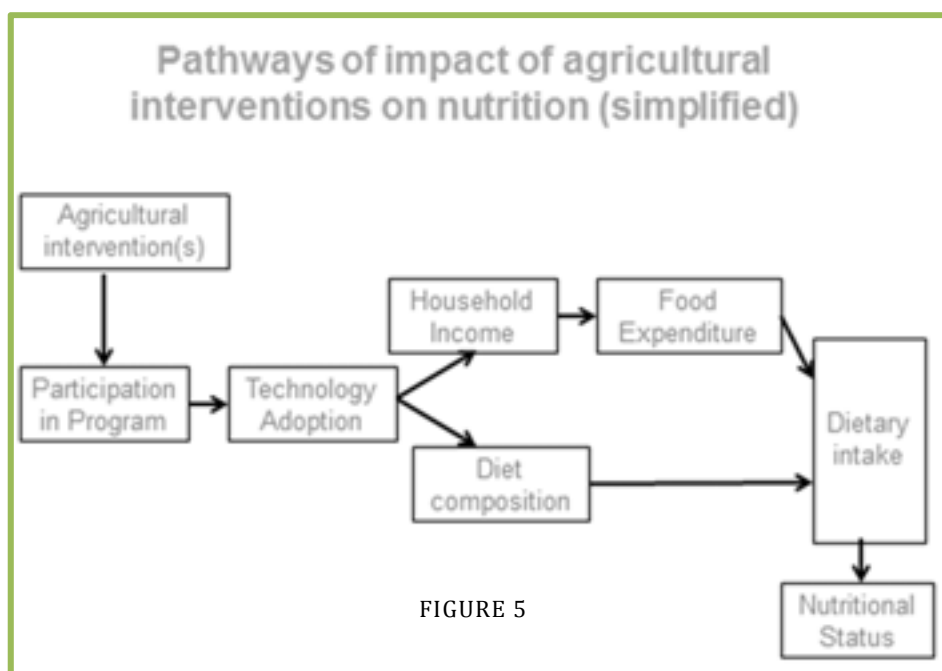 Pathways of impact of agricultural
interventions on nutrition (simplified)
Agricultural
intervention(s)
Participation
in Program
Technology
Adoption
Household
Income
Food
Expenditure
Diet
composition
Dietary
intake
Nutritional
Status
FIGURE 5